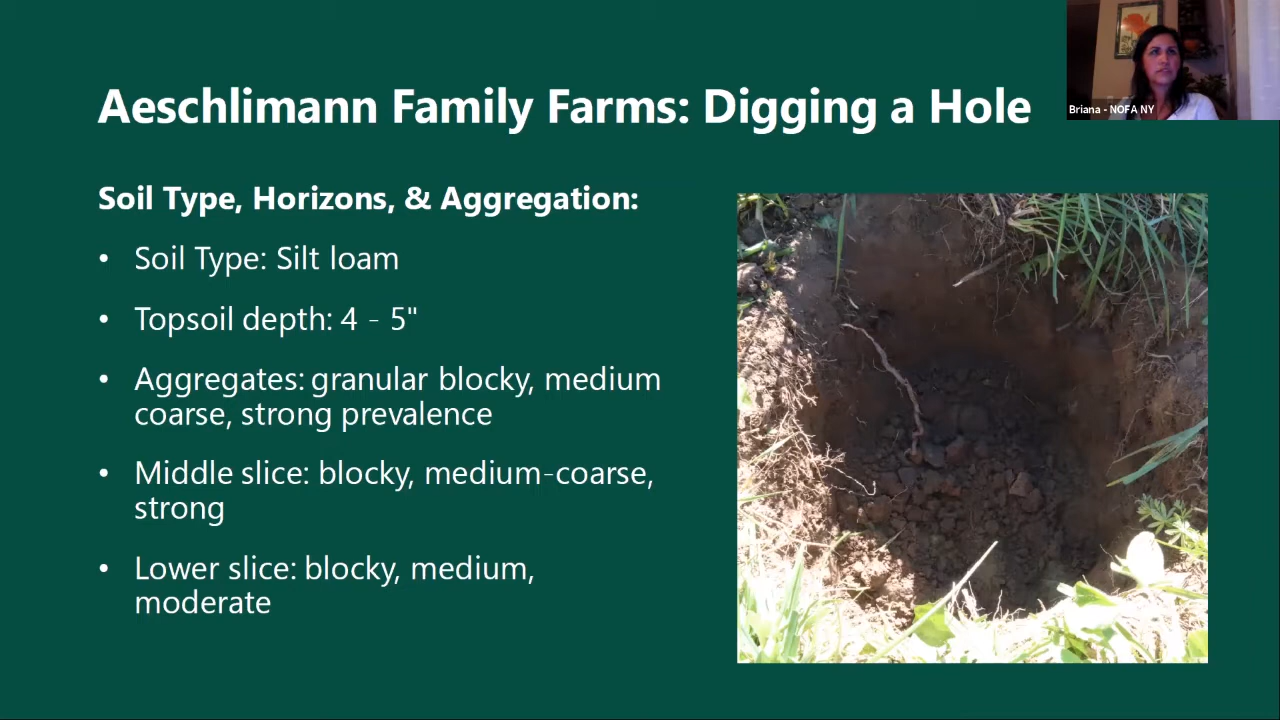 Aeschlimann Family Farms: Digging a Hole
Briana - NOFA NY
Soil Type, Horizons, & Aggregation:
• Soil Type: Silt loam
• Topsoil depth: 4 - 5"
• Aggregates: granular blocky, medium
coarse, strong prevalence
• Middle slice: blocky, medium-coarse,
strong
• Lower slice: blocky, medium,
moderate